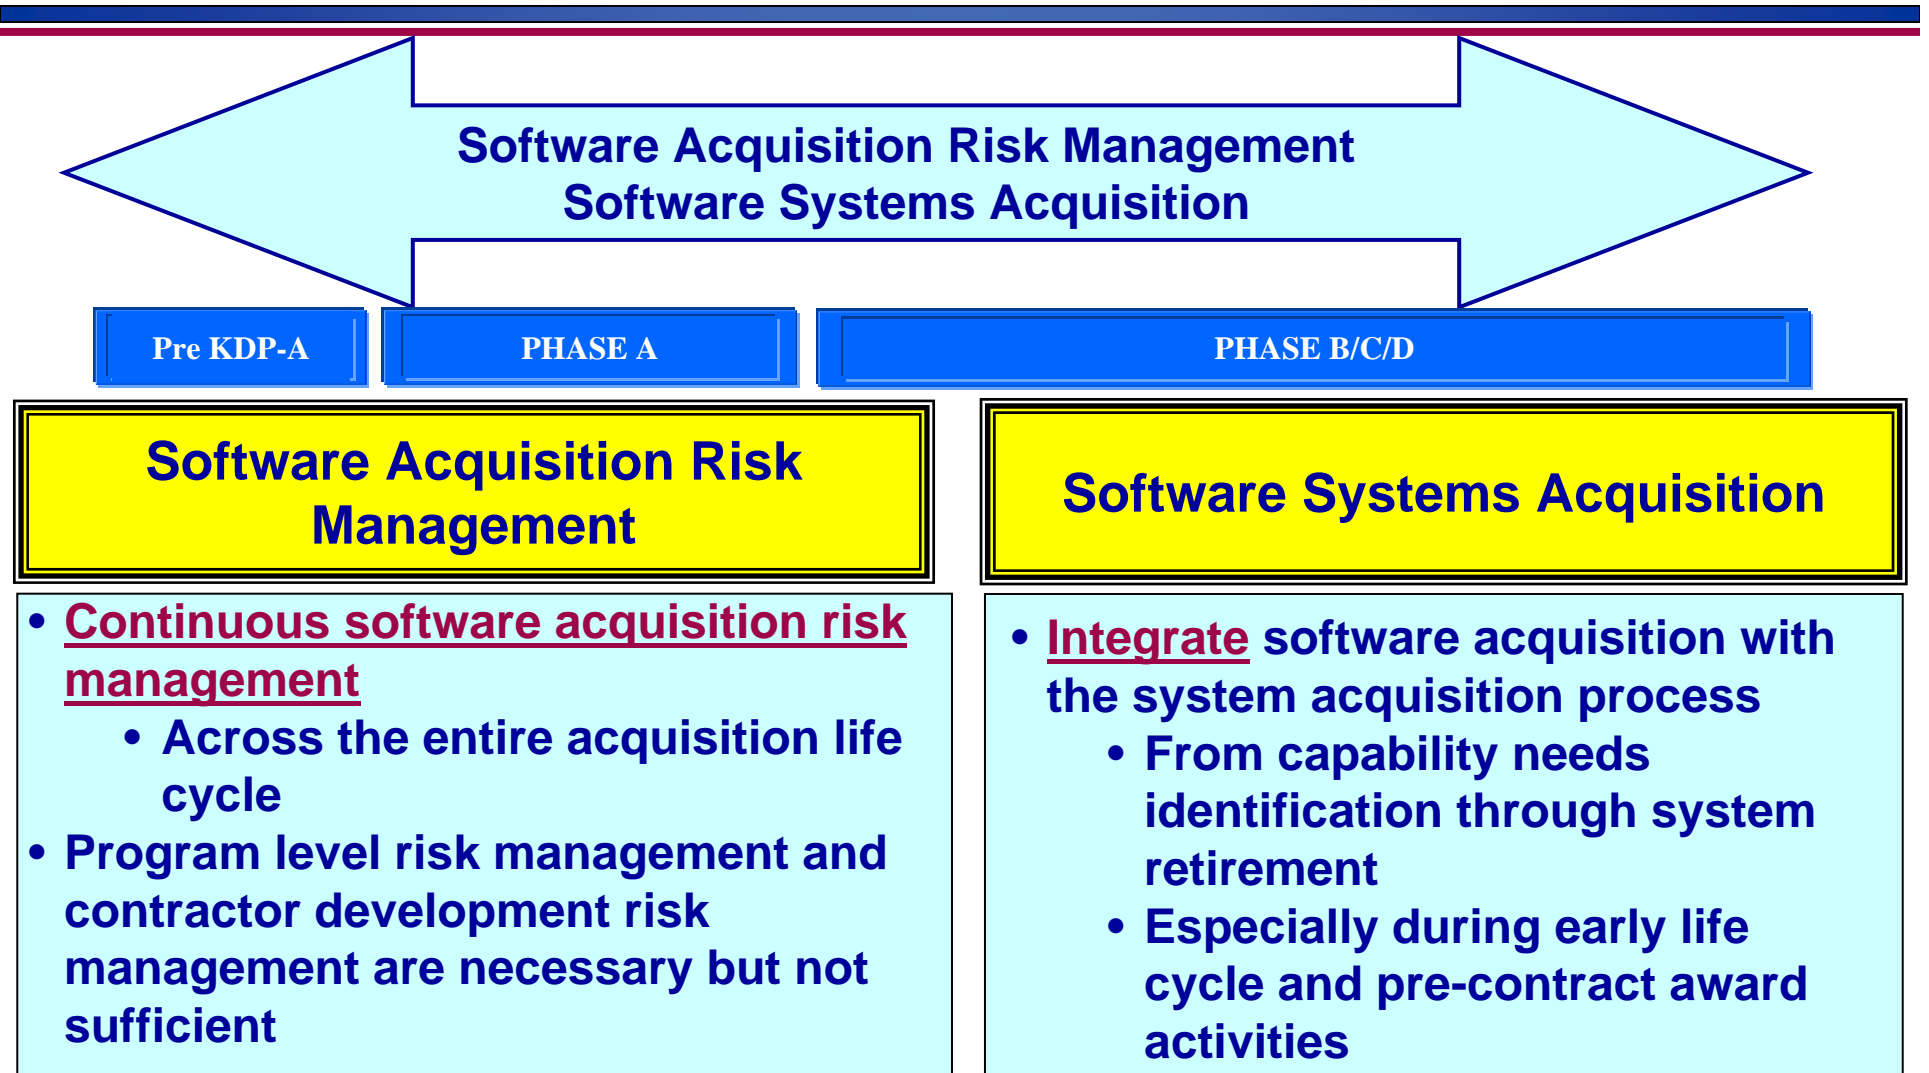 Software Acquisition Risk Management
Software Systems Acquisition
Pre KDP-A
PHASE A
PHASE B/C/D
Software Acquisition Risk
Management
• Continuous software acquisition risk
management
• Across the entire acquisition life
cycle
• Program level risk management and
contractor development risk
management are necessary but not
sufficient
Software Systems Acquisition
• Integrate software acquisition with
the system acquisition process
• From capability needs
identification through system
retirement
• Especially during early life
cycle and pre-contract award
activities